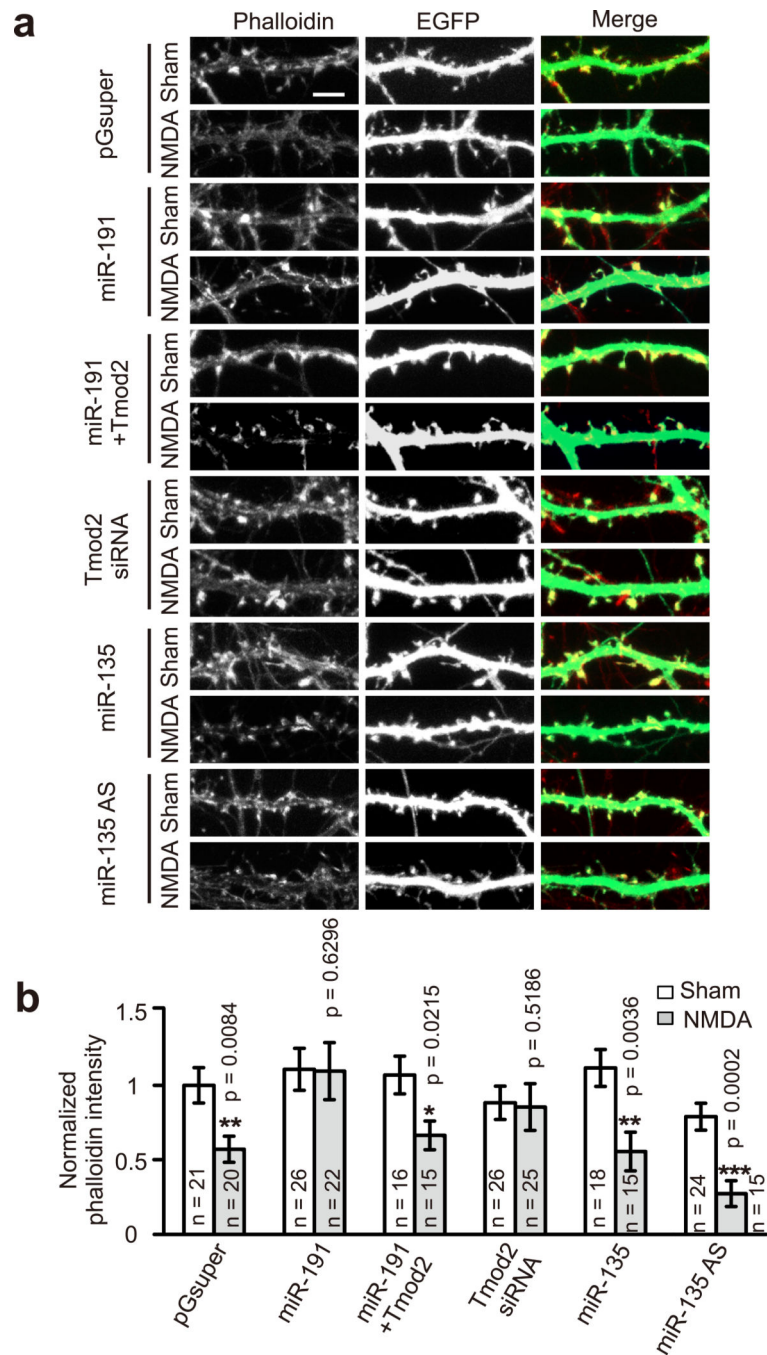 a
Phalloidin EGFP Merge
pGsuper
Sham
NMDA
miR-191
Sham
NMDA
miR-191
+Tmod2
Sham
NMDA
Tmod2
siRNA
Sham
NMDA
miR-135
Sham
NMDA
miR-135 AS
Sham
NMDA
b
Normalized
phalloidin intensity
1.5
1
0.5
0
Sham
NMDA
p = 0.0084
p = 0.6296
p = 0.0215
p = 0.5186
p = 0.0036
p = 0.0002
**
*
**
***
n = 21
n = 20
n = 26
n = 22
n = 16
n = 15
n = 26
n = 25
n = 18
n = 15
n = 24
n = 15
pGsuper
miR-191
miR-191
+Tmod2
Tmod2
siRNA
miR-135
miR-135 AS